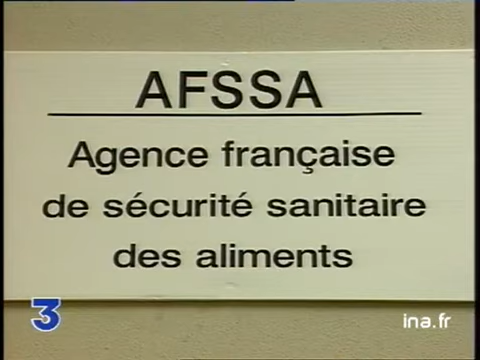 AFSSA
Agence française
de sécurité sanitaire
des aliments
3
ina.fr